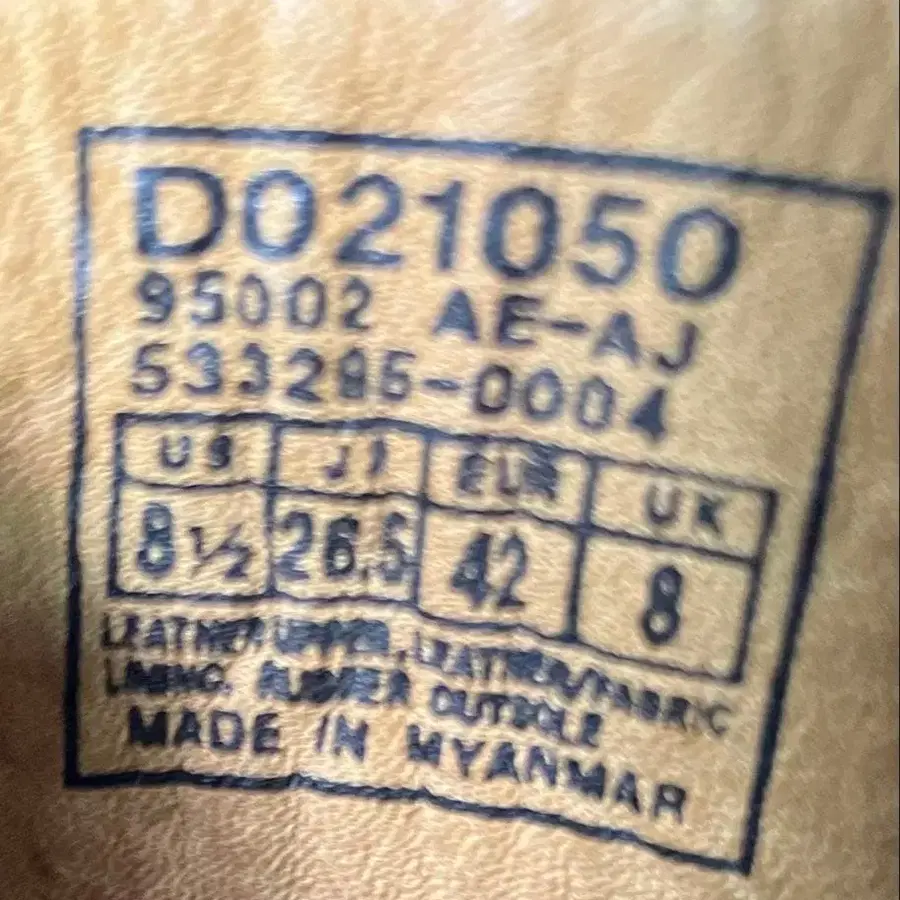 D021050
95002 AE-AJ
533285-0004
US JP EUR UK
8 1/2 26.5 42 8
LEATHER UPPER, LEATHER/FABRIC
LINING. RUBBER OUTSOLE
MADE IN MYANMAR